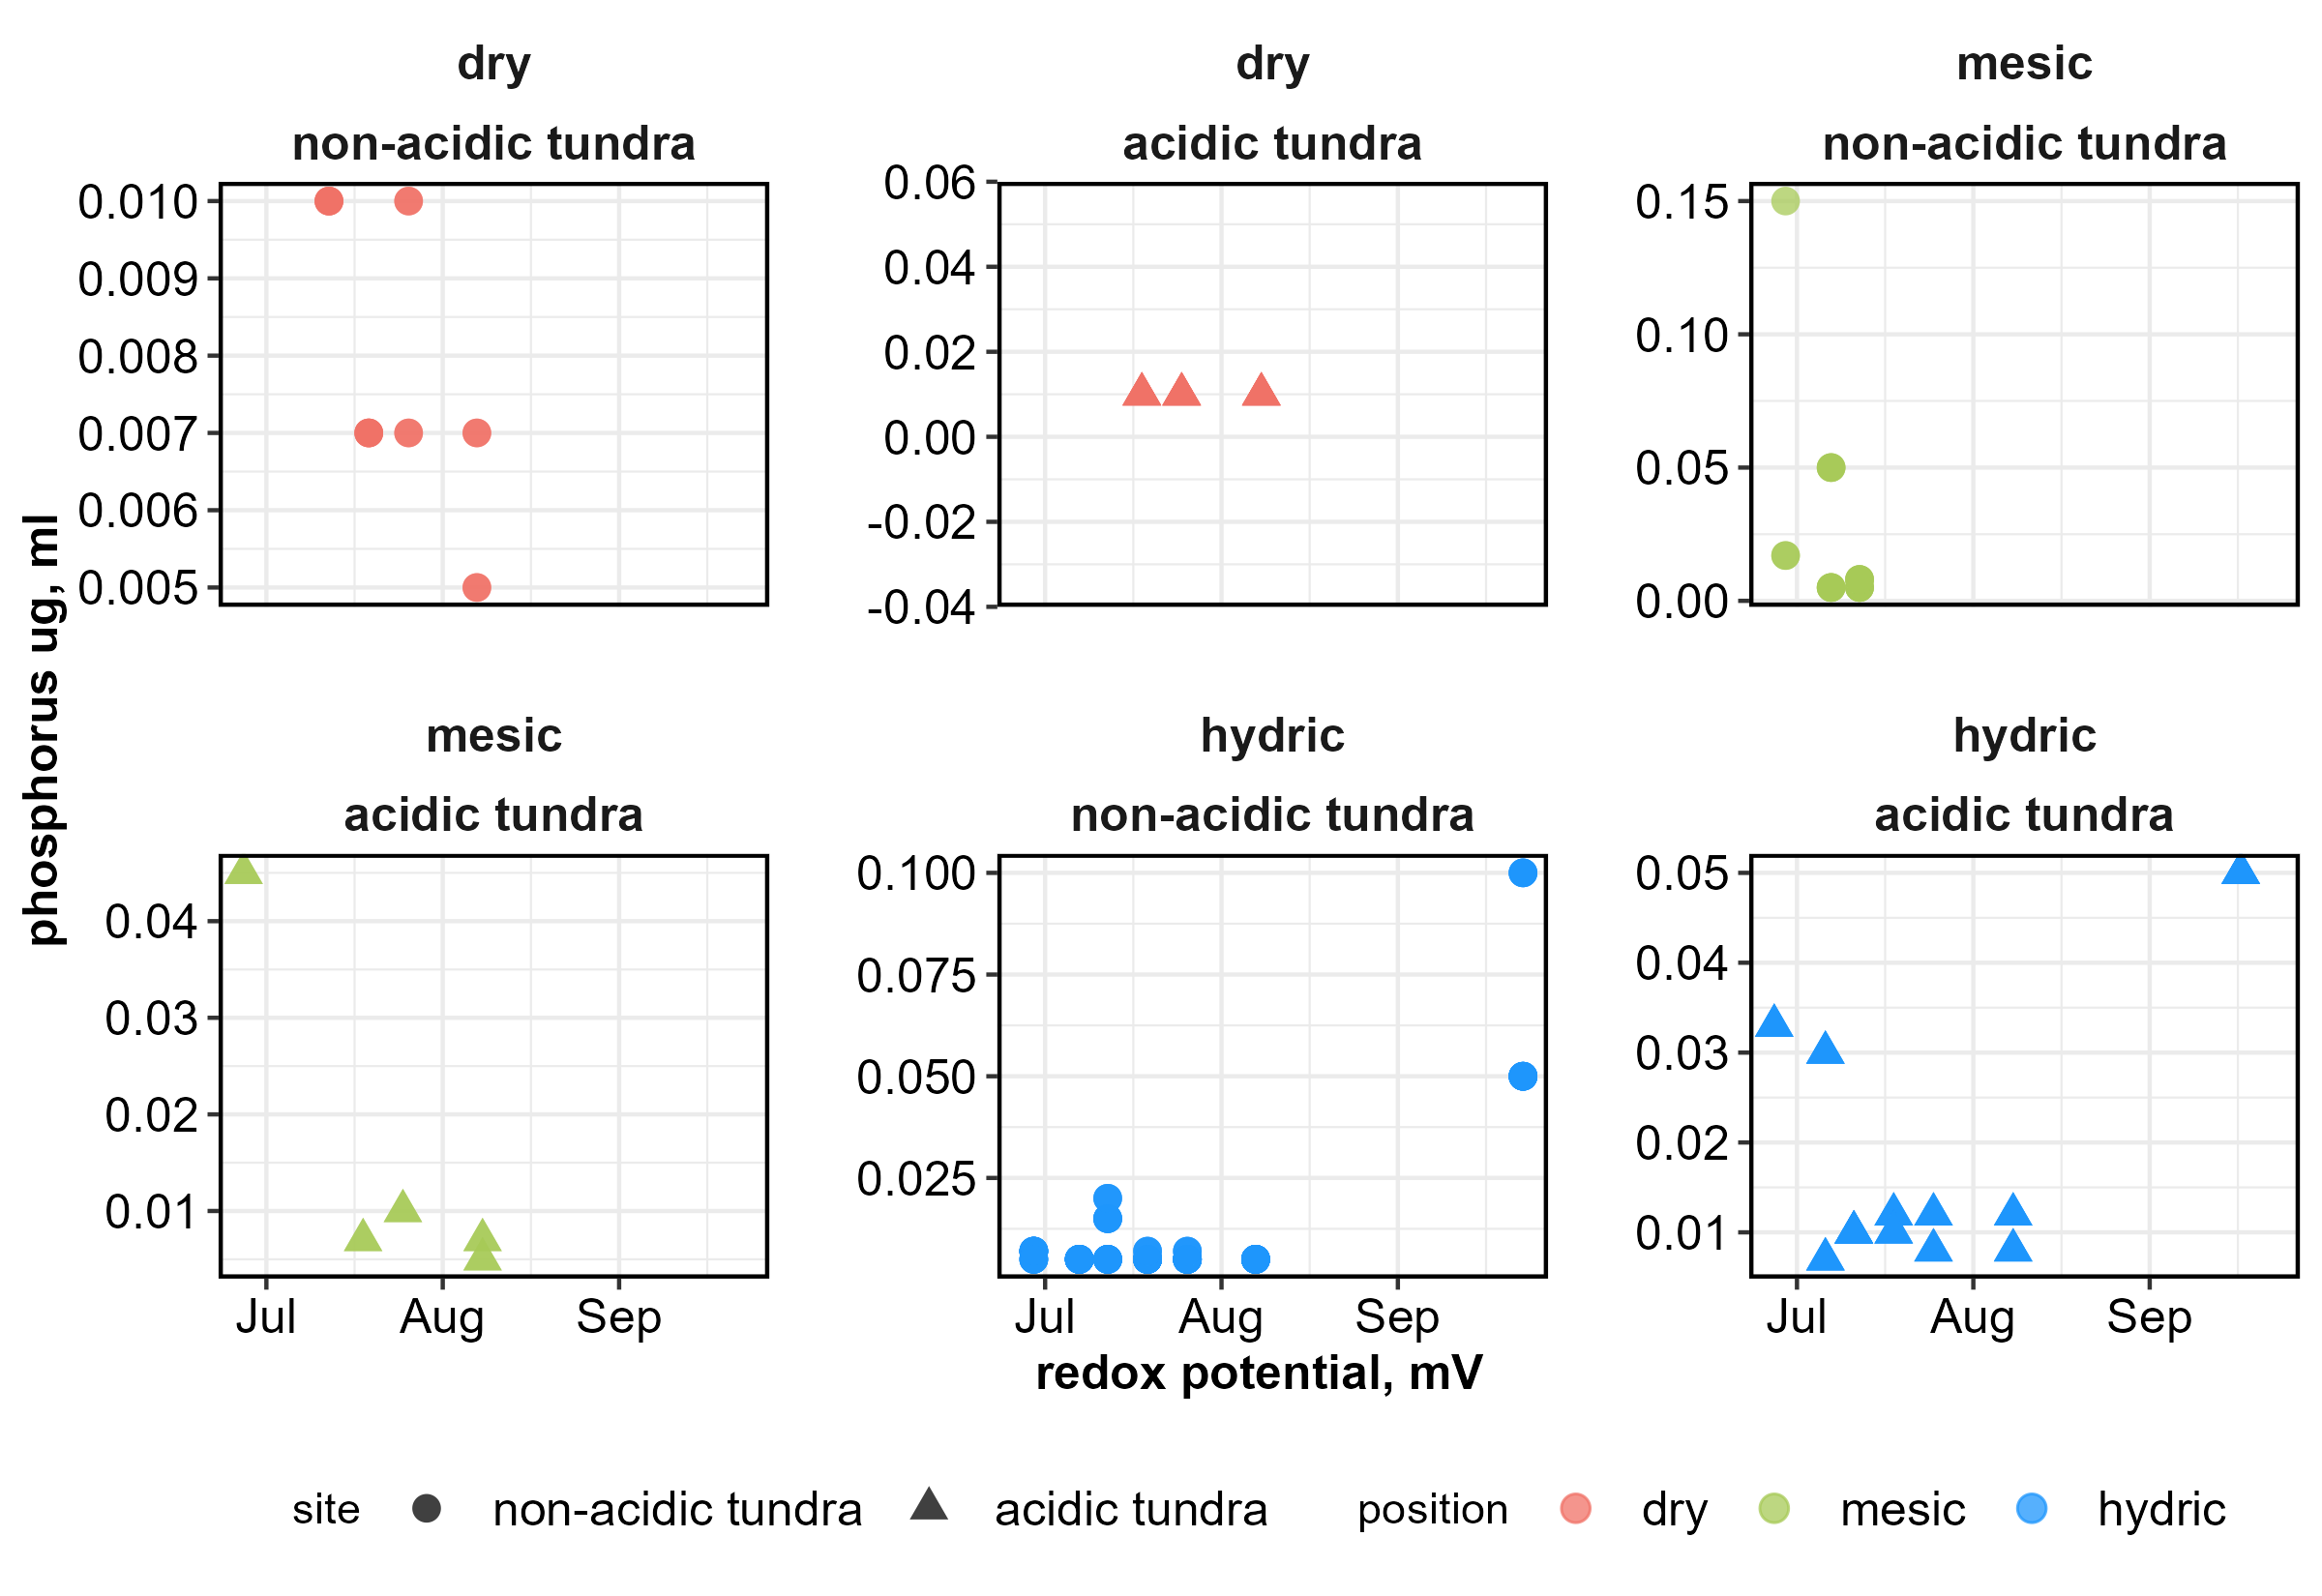 dry
non-acidic tundra
0.010
0.009
0.008
0.007
0.006
0.005
dry
acidic tundra
0.06
0.04
0.02
0.00
-0.02
-0.04
mesic
non-acidic tundra
0.15
0.10
0.05
0.00
phosphorus ug, ml
mesic
acidic tundra
0.04
0.03
0.02
0.01
Jul Aug Sep
hydric
non-acidic tundra
0.100
0.075
0.050
0.025
Jul Aug Sep
hydric
acidic tundra
0.05
0.04
0.03
0.02
0.01
Jul Aug Sep
redox potential, mV
site non-acidic tundra acidic tundra position dry mesic hydric